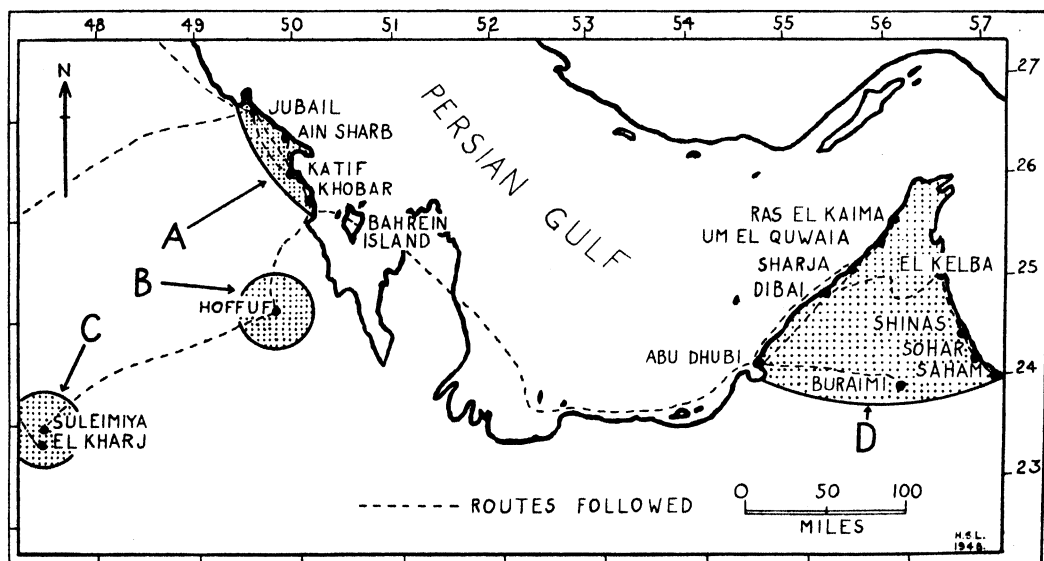 48 49 50 51 52 53 54 55 56 57
N
27
JUBAIL
AIN SHARB
KATIF
KHOBAR
A
PERSIAN GULF
26
BAHREIN
ISLAND
RAS EL KAIMA
UM EL QUWAIA
SHARJA
EL KELBA
DIBAI
25
B
HOFFUF
SHINAS
SOHAR
SAHAM
C
ABU DHUBI
BURAIMI
24
D
SULEIMIYA
EL KHARJ
23
ROUTES FOLLOWED
0 50 100
MILES
H.S.L.
1948.